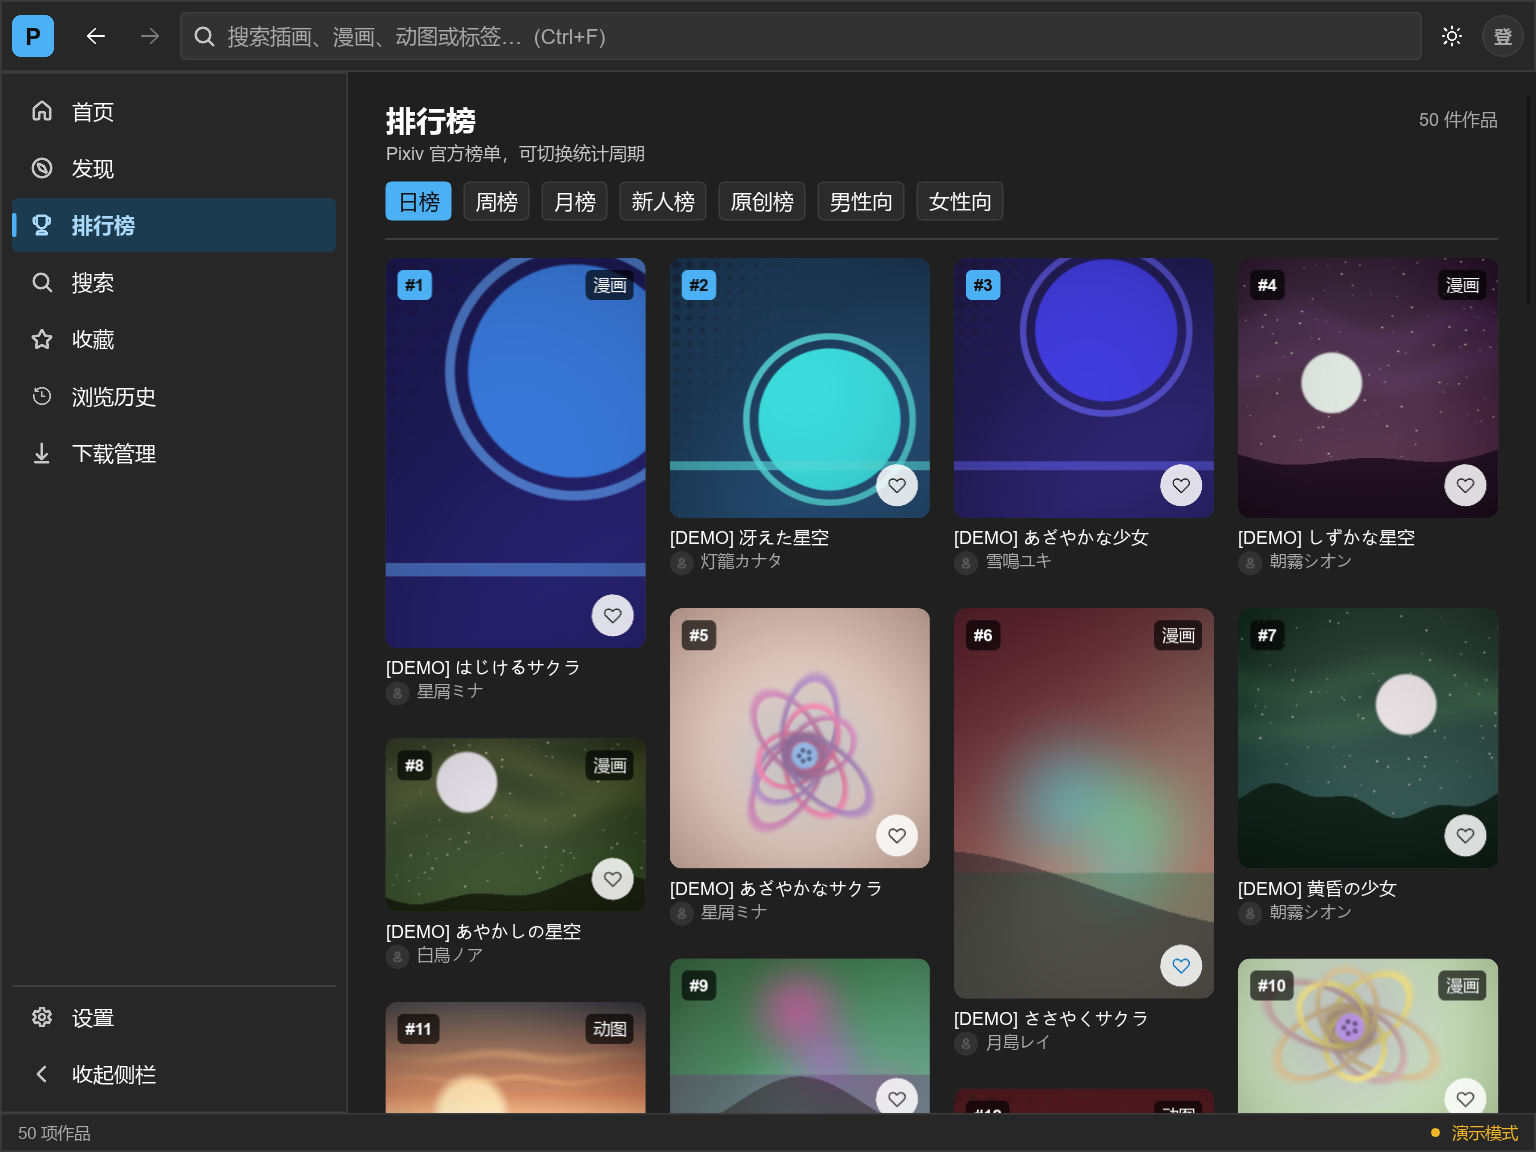 P
搜索插画、漫画、动图或标签… (Ctrl+F)
登
首页
发现
排行榜
搜索
收藏
浏览历史
下载管理
设置
收起侧栏
排行榜
50 件作品
Pixiv 官方榜单，可切换统计周期
日榜 周榜 月榜 新人榜 原创榜 男性向 女性向
#1 漫画
[DEMO] はじけるサクラ
星屑ミナ
#2
[DEMO] 冴えた星空
灯籠カナタ
#3
[DEMO] あざやかな少女
雪鳴ユキ
#4 漫画
[DEMO] しずかな星空
朝霧シオン
#5
[DEMO] あざやかなサクラ
星屑ミナ
#6 漫画
[DEMO] ささやくサクラ
月島レイ
#7
[DEMO] 黄昏の少女
朝霧シオン
#8 漫画
[DEMO] あやかしの星空
白鳥ノア
#9
#10 漫画
#11 动图
50 项作品
演示模式